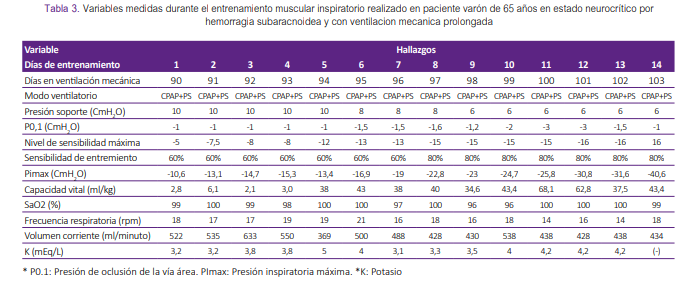 Tabla 3. Variables medidas durante el entrenamiento muscular inspiratorio realizado en paciente varón de 65 años en estado neurocrítico por
hemorragia subaracnoidea y con ventilacion mecanica prolongada
Variable Hallazgos
Días de entrenamiento 1 2 3 4 5 6 7 8 9 10 11 12 13 14
Días en ventilación mecánica 90 91 92 93 94 95 96 97 98 99 100 101 102 103
Modo ventilatorio CPAP+PS CPAP+PS CPAP+PS CPAP+PS CPAP+PS CPAP+PS CPAP+PS CPAP+PS CPAP+PS CPAP+PS CPAP+PS CPAP+PS CPAP+PS CPAP+PS
Presión soporte (CmH2O) 10 10 10 10 10 8 8 8 6 6 6 6 6 6
P0,1 (CmH2O) -1 -1 -1 -1 -1 -1,5 -1,5 -1,6 -1,2 -2 -3 -3 -1,5 -1
Nivel de sensibilidad máxima -5 -7,5 -8 -8 -12 -13 -13 -15 -15 -15 -15 -16 -16 16
Sensibilidad de entremiento 60% 60% 60% 60% 60% 60% 60% 80% 80% 80% 80% 80% 80% 80%
Pimax (CmH2O) -10,6 -13,1 -14,7 -15,3 -13,4 -16,9 -19 -22,8 -23 -24,7 -25,8 -30,8 -31,6 -40,6
Capacidad vital (ml/kg) 2,8 6,1 2,1 3,0 38 43 38 40 34,6 43,4 68,1 62,8 37,5 43,4
SaO2 (%) 99 100 99 98 100 100 97 100 96 96 100 100 100 99
Frecuencia respiratoria (rpm) 18 17 17 19 19 21 16 18 16 18 14 16 14 18
Volumen corriente (ml/minuto) 522 535 633 550 369 500 488 428 430 538 438 428 438 434
K (mEq/L) 3,2 3,2 3,8 3,8 5 4 3,1 3,3 3,5 4 4,2 4,2 4,2 (-)
* P0.1: Presión de oclusión de la vía área. PImax: Presión inspiratoria máxima. *K: Potasio